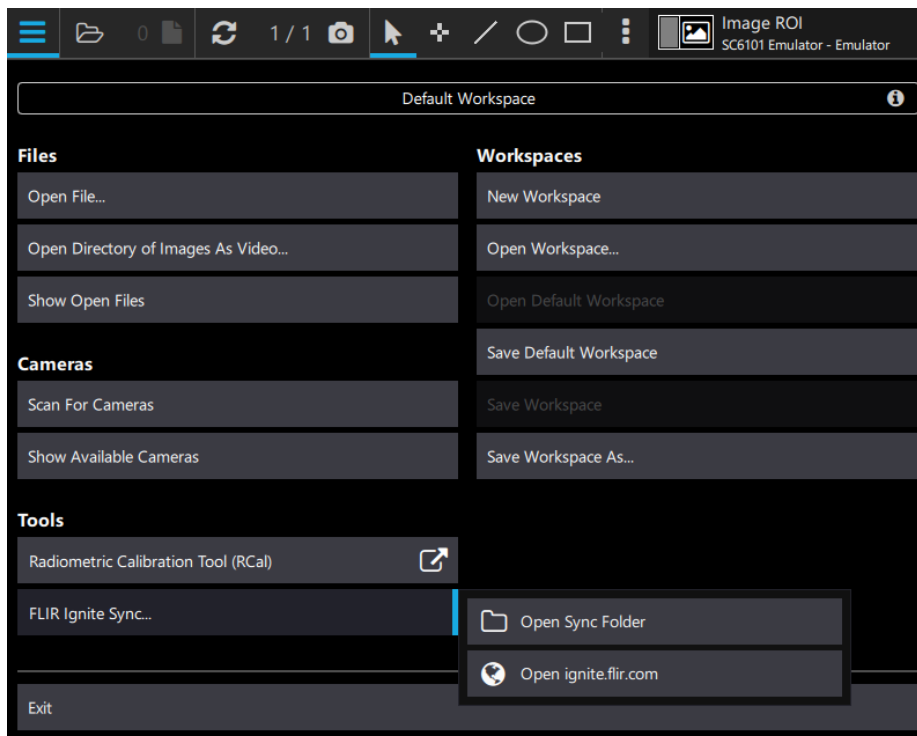 0
1 / 1
Image ROI
SC6101 Emulator - Emulator
Default Workspace
Files
Open File...
Open Directory of Images As Video...
Show Open Files
Cameras
Scan For Cameras
Show Available Cameras
Tools
Radiometric Calibration Tool (RCal)
FLIR Ignite Sync...
Open Sync Folder
Open ignite.flir.com
Workspaces
New Workspace
Open Workspace...
Open Default Workspace
Save Default Workspace
Save Workspace
Save Workspace As...
Exit